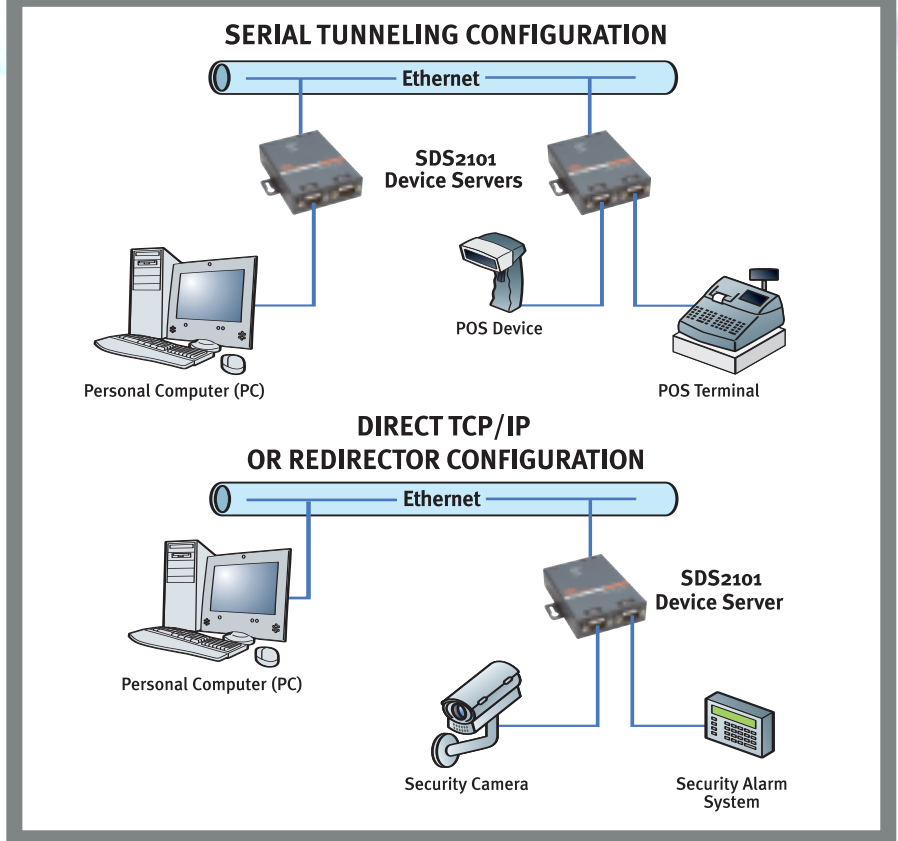 SERIAL TUNNELING CONFIGURATION
Ethernet
SDS2101
Device Servers
POS Device
Personal Computer (PC)
POS Terminal
DIRECT TCP/IP
OR REDIRECTOR CONFIGURATION
Ethernet
SDS2101
Device Server
Personal Computer (PC)
Security Camera
Security Alarm
System